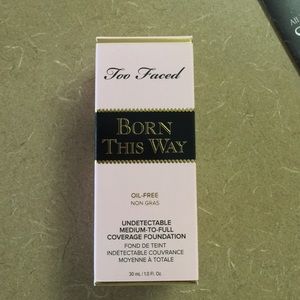 Too Faced
BORN
THIS WAY
OIL-FREE
NON GRAS
UNDETECTABLE
MEDIUM-TO-FULL
COVERAGE FOUNDATION
FOND DE TEINT
INDÉTECTABLE COUVRANCE
MOYENNE À TOTALE
30 mL / 1.0 Fl. Oz.
All